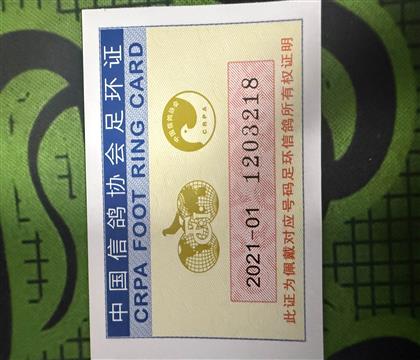 中国信鸽协会足环证
CRPA FOOT RING CARD
CRPA
2021-01 1203218
此证为佩戴对应号码足环信鸽所有权证明